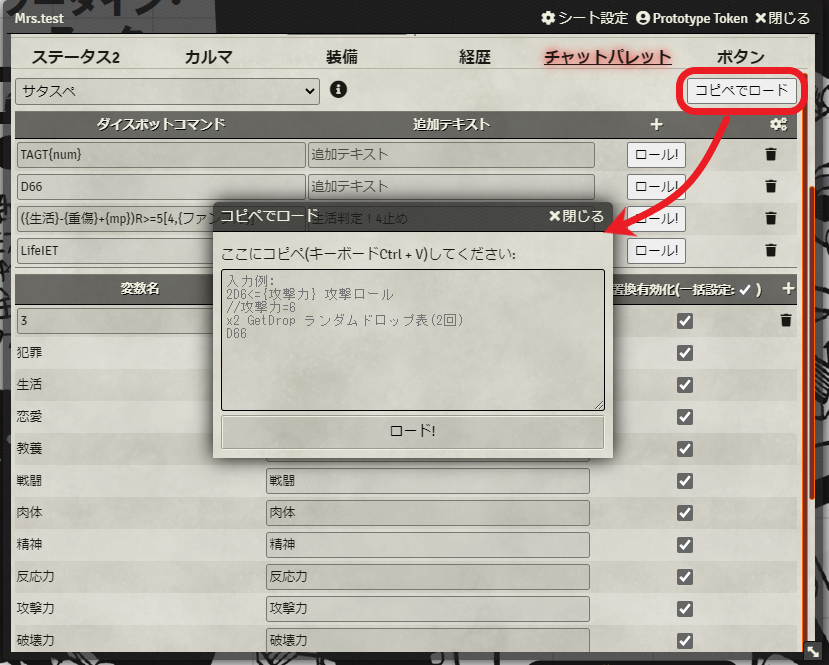 Mrs.test シート設定 Prototype Token 閉じる
ステータス2 カルマ 装備 経歴 チャットパレット ボタン
サタスペ コピペでロード
ダイスボットコマンド 追加テキスト
TAGT{num} 追加テキスト ロール!
D66 ロール!
({生活}-{重傷}+{mp})R>=5[4,{ファン 生活判定！4止め ロール!
LifeIET ロール!
コピペでロード 閉じる
ここにコピペ(キーボードCtrl + V)してください:
入力例:
2D6<={攻撃力} 攻撃ロール
//攻撃力=6
x2 GetDrop ランダムドロップ表(2回)
D66
ロード!
変数名 置換有効化(一括設定: )
3
犯罪
生活
恋愛
教養
戦闘 戦闘
肉体 肉体
精神 精神
反応力 反応力
攻撃力 攻撃力
破壊力 破壊力